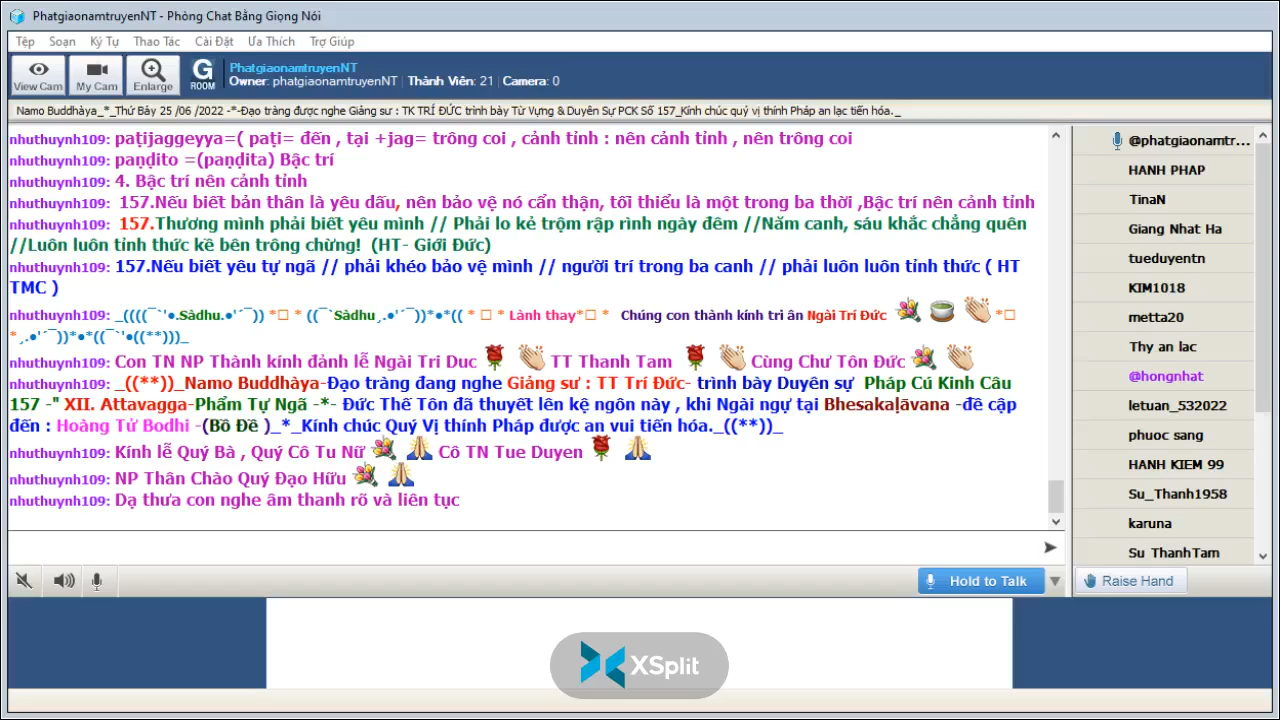 PhatgiaonamtruyenNT - Phòng Chat Bằng Giọng Nói
Tệp Soạn Ký Tự Thao Tác Cài Đặt Ưa Thích Trợ Giúp
View Cam My Cam Enlarge G ROOM
PhatgiaonamtruyenNT
Owner: phatgiaonamtruyenNT | Thành Viên: 21 | Camera: 0
Namo Buddhàya_*_Thứ Bảy 25 /06 /2022 -*-Đạo tràng được nghe Giảng sư : TK TRÍ ĐỨC trình bày Từ Vựng & Duyên Sự PCK Số 157_Kính chúc quý vị thính Pháp an lạc tiến hóa._
nhuthuynh109: paṭijaggeyya=( paṭi= đến , tại +jag= trông coi , cảnh tỉnh : nên cảnh tỉnh , nên trông coi
nhuthuynh109: paṇḍito =(paṇḍita) Bậc trí
nhuthuynh109: 4. Bậc trí nên cảnh tỉnh
nhuthuynh109: 157.Nếu biết bản thân là yêu dấu, nên bảo vệ nó cẩn thận, tối thiểu là một trong ba thời ,Bậc trí nên cảnh tỉnh
nhuthuynh109: 157.Thương mình phải biết yêu mình // Phải lo kẻ trộm rập rình ngày đêm //Năm canh, sáu khắc chẳng quên
//Luôn luôn tỉnh thức kề bên trông chừng! (HT- Giới Đức)
nhuthuynh109: 157.Nếu biết yêu tự ngã // phải khéo bảo vệ mình // người trí trong ba canh // phải luôn luôn tỉnh thức ( HT
TMC )
nhuthuynh109: _((((¯`'●.Sàdhu.●'´¯)) *□ * ((¯`Sàdhu¸.●'´¯))*●*(( * □ * Lành thay*□ * Chúng con thành kính tri ân Ngài Trí Đức 💐 🍵 👏 *□
*¸.●'´¯))*●*((¯`'●((**)))_
nhuthuynh109: Con TN NP Thành kính đảnh lễ Ngài Tri Duc 🌹 👏 TT Thanh Tam 🌹 👏 Cùng Chư Tôn Đức 💐 👏
nhuthuynh109: _((**))_Namo Buddhàya-Đạo tràng đang nghe Giảng sư : TT Trí Đức- trình bày Duyên sự Pháp Cú Kinh Câu
157 -" XII. Attavagga-Phẩm Tự Ngã -*- Đức Thế Tôn đã thuyết lên kệ ngôn này , khi Ngài ngự tại Bhesakaḷāvana -đề cập
đến : Hoàng Tử Bodhi -(Bồ Đề )_*_Kính chúc Quý Vị thính Pháp được an vui tiến hóa._((**))_
nhuthuynh109: Kính lễ Quý Bà , Quý Cô Tu Nữ 💐 🙏 Cô TN Tue Duyen 🌹 🙏
nhuthuynh109: NP Thân Chào Quý Đạo Hữu 💐 🙏
nhuthuynh109: Dạ thưa con nghe âm thanh rõ và liên tục
@phatgiaonamtr...
HANH PHAP
TinaN
Giang Nhat Ha
tueduyentn
KIM1018
metta20
Thy an lac
@hongnhat
letuan_532022
phuoc sang
HANH KIEM 99
Su_Thanh1958
karuna
Su ThanhTam
Hold to Talk
Raise Hand
XSplit